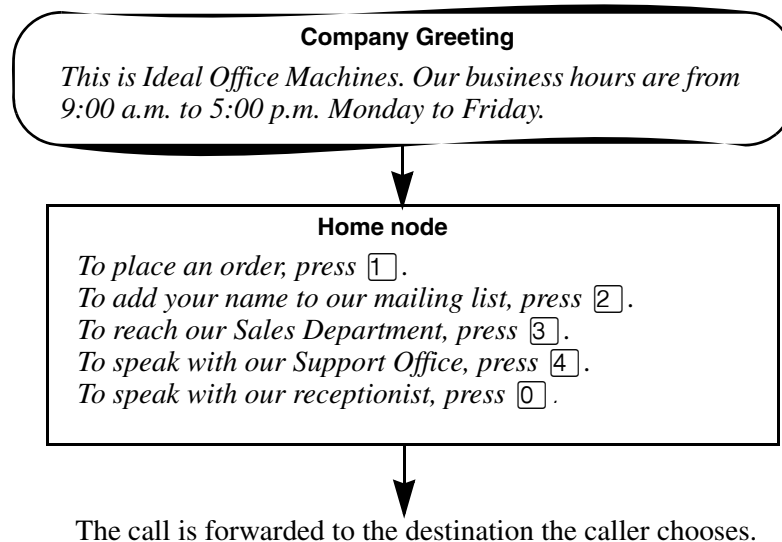 Company Greeting
This is Ideal Office Machines. Our business hours are from
9:00 a.m. to 5:00 p.m. Monday to Friday.
Home node
To place an order, press 1 .
To add your name to our mailing list, press 2 .
To reach our Sales Department, press 3 .
To speak with our Support Office, press 4 .
To speak with our receptionist, press 0 .
The call is forwarded to the destination the caller chooses.